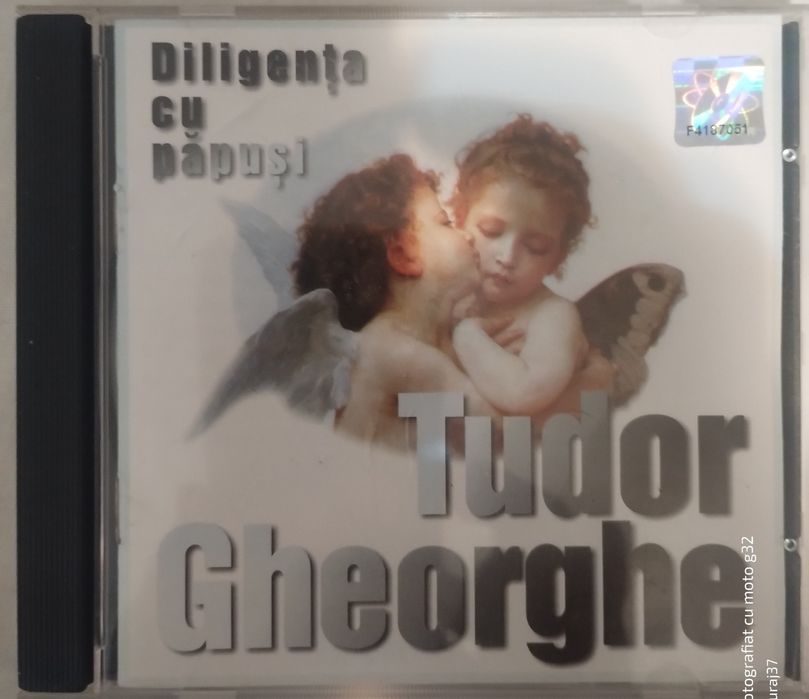 Diligența
cu
păpuși
F4187051
Tudor
Gheorghe
otografiat cu moto g32
uraj37